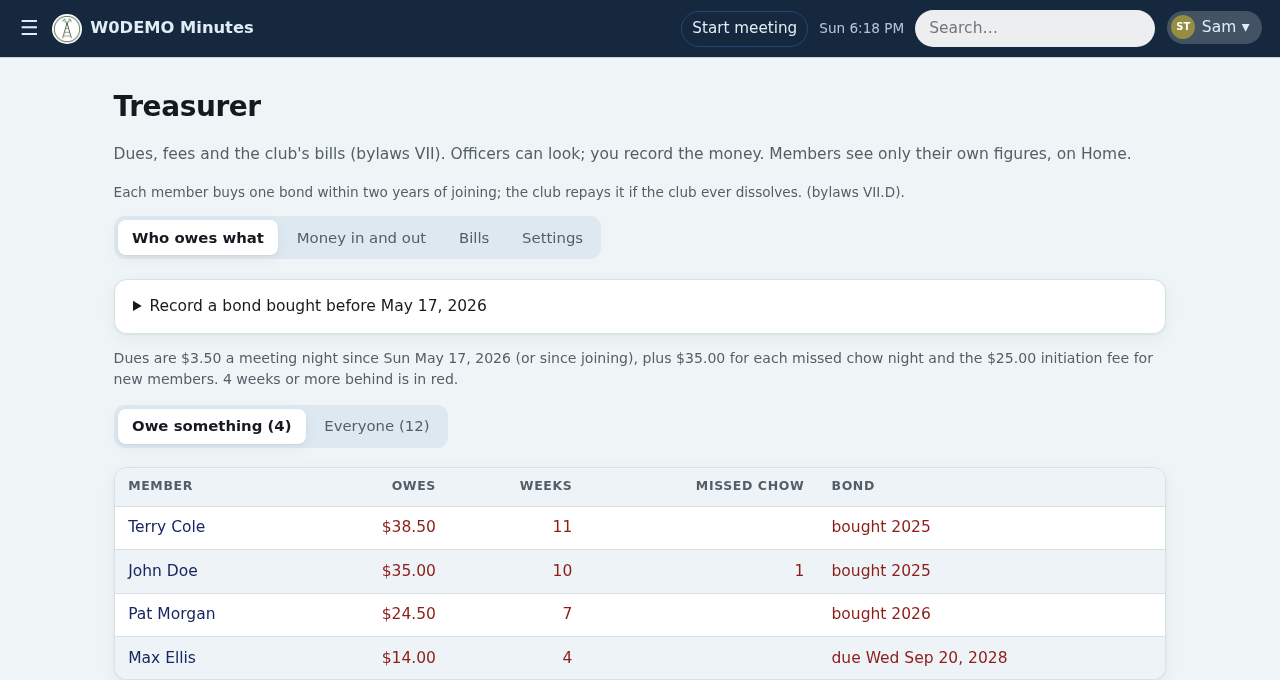 ☰ W0DEMO Minutes Start meeting Sun 6:18 PM Search… ST Sam ▾
Treasurer
Dues, fees and the club's bills (bylaws VII). Officers can look; you record the money. Members see only their own figures, on Home.
Each member buys one bond within two years of joining; the club repays it if the club ever dissolves. (bylaws VII.D).
Who owes what Money in and out Bills Settings
▶ Record a bond bought before May 17, 2026
Dues are $3.50 a meeting night since Sun May 17, 2026 (or since joining), plus $35.00 for each missed chow night and the $25.00 initiation fee for
new members. 4 weeks or more behind is in red.
Owe something (4) Everyone (12)
MEMBER OWES WEEKS MISSED CHOW BOND
Terry Cole $38.50 11 bought 2025
John Doe $35.00 10 1 bought 2025
Pat Morgan $24.50 7 bought 2026
Max Ellis $14.00 4 due Wed Sep 20, 2028